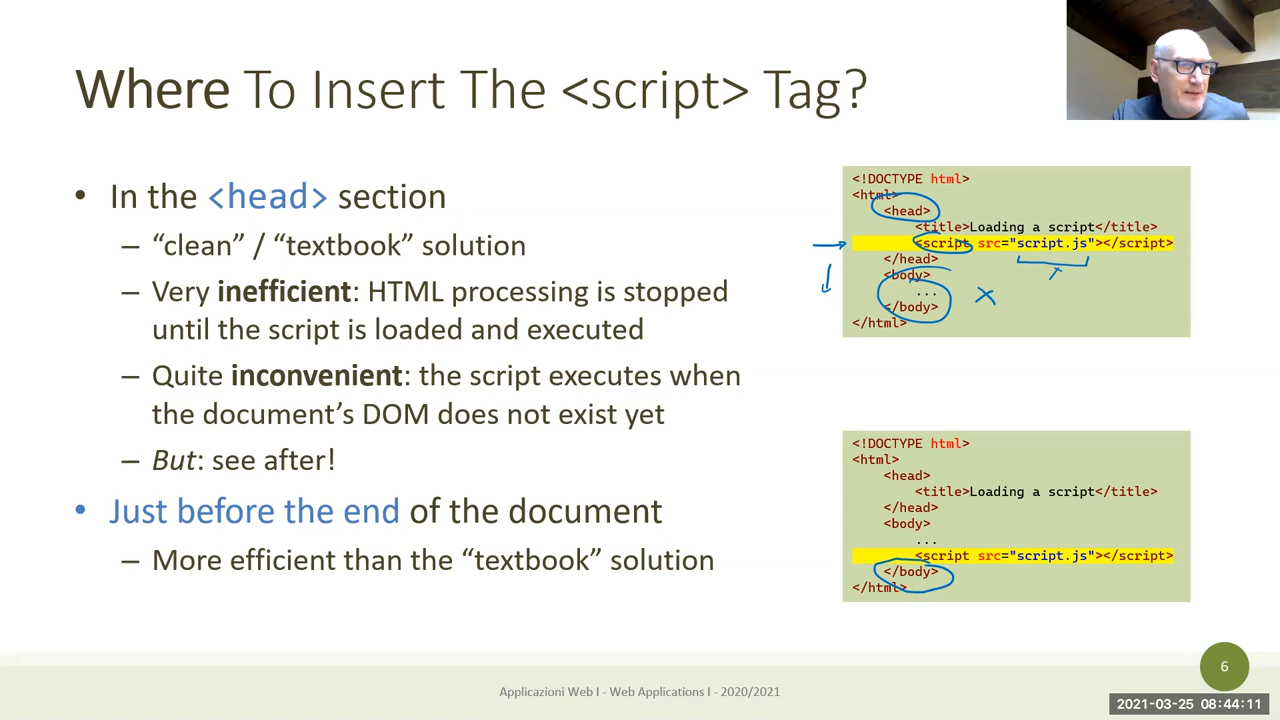 Where To Insert The <script> Tag?
• In the <head> section
– “clean” / “textbook” solution
– Very inefficient: HTML processing is stopped
until the script is loaded and executed
– Quite inconvenient: the script executes when
the document’s DOM does not exist yet
– But: see after!
• Just before the end of the document
– More efficient than the “textbook” solution
<!DOCTYPE html>
<html>
<head>
<title>Loading a script</title>
<script src="script.js"></script>
</head>
<body>
...
</body>
</html>
<!DOCTYPE html>
<html>
<head>
<title>Loading a script</title>
</head>
<body>
...
<script src="script.js"></script>
</body>
</html>
Applicazioni Web I - Web Applications I - 2020/2021
6
2021-03-25 08:44:11